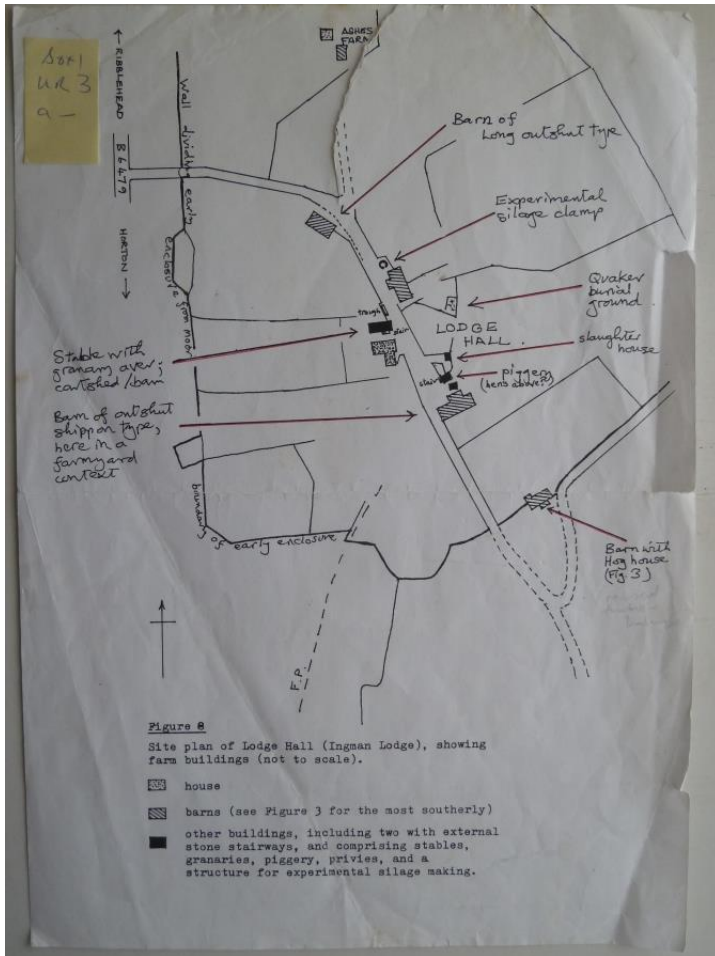 ← RIBBLEHEAD
B6479
HORTON →
UR 3
a —
AGNES
FARM
Wall dividing early
enclosure from moor
Barn of
Long outshut type
Experimental
silage clamp
Quaker
burial
ground.
trough
stair
LODGE
HALL
slaughter
house
stair
piggery
(hens above?)
Stable with
granary over;
cartshed/barn
Barn of outshut
shippon type,
here in a
farmyard
context
boundary of early enclosure
Barn with
Hog house
(Fig. 3)
F.P.
Figure 8
Site plan of Lodge Hall (Ingman Lodge), showing
farm buildings (not to scale).
house
barns (see Figure 3 for the most southerly)
other buildings, including two with external
stone stairways, and comprising stables,
granaries, piggery, privies, and a
structure for experimental silage making.